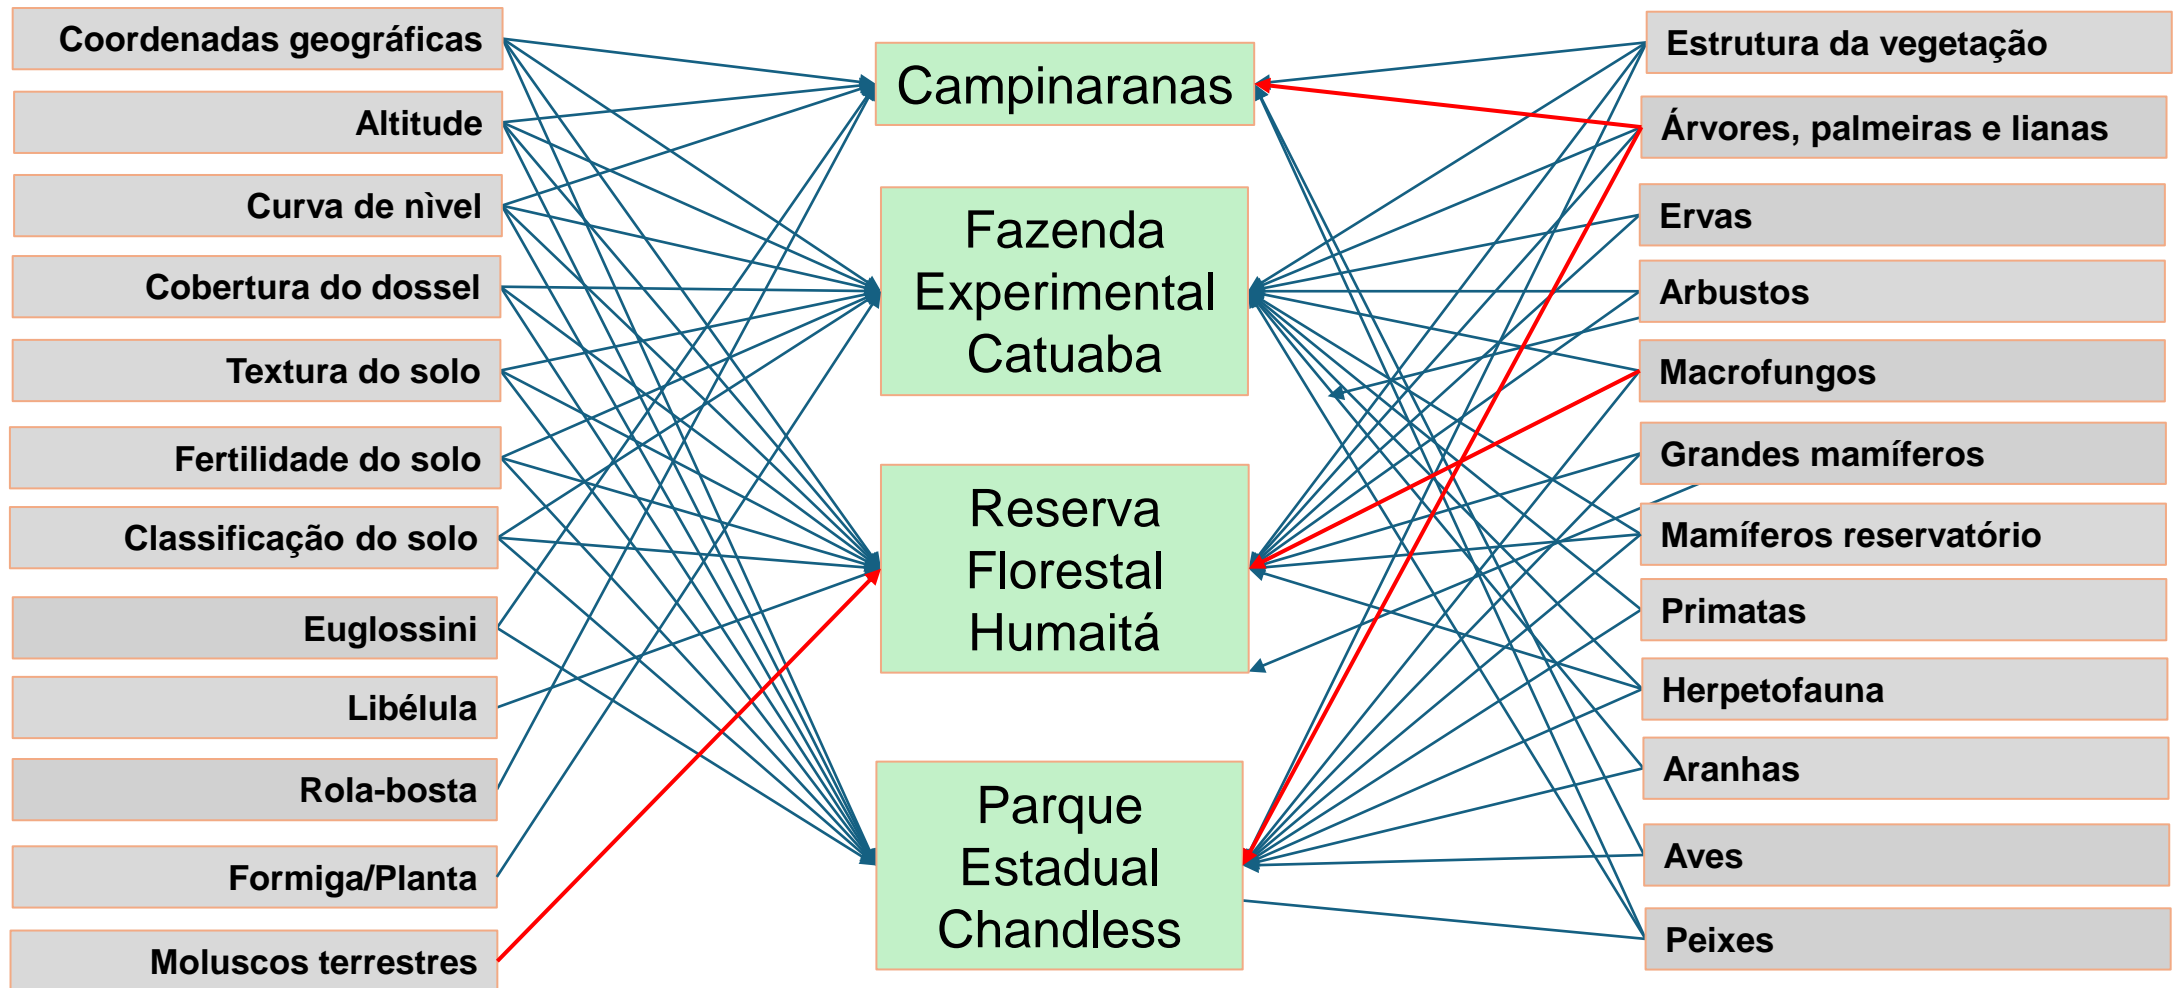 Coordenadas geográficas
Altitude
Curva de nìvel
Cobertura do dossel
Textura do solo
Fertilidade do solo
Classificação do solo
Euglossini
Libélula
Rola-bosta
Formiga/Planta
Moluscos terrestres
Campinaranas
Fazenda
Experimental
Catuaba
Reserva
Florestal
Humaitá
Parque
Estadual
Chandless
Estrutura da vegetação
Árvores, palmeiras e lianas
Ervas
Arbustos
Macrofungos
Grandes mamíferos
Mamíferos reservatório
Primatas
Herpetofauna
Aranhas
Aves
Peixes